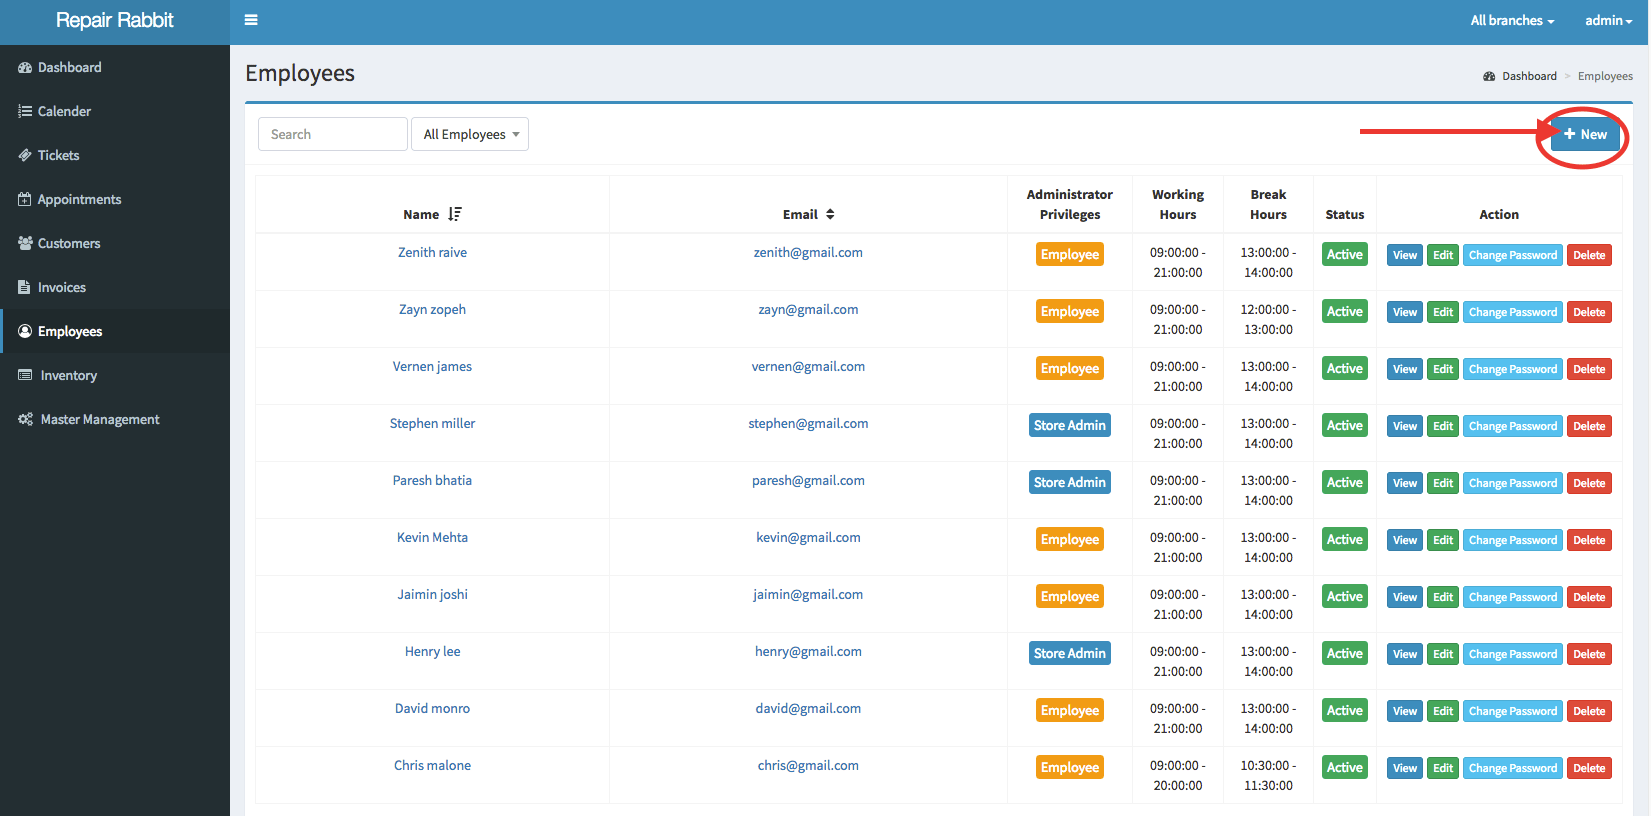 Repair Rabbit
All branches
admin
Dashboard
Calender
Tickets
Appointments
Customers
Invoices
Employees
Inventory
Master Management
Employees
Dashboard > Employees
Search
All Employees
+ New
Name Email Administrator Privileges Working Hours Break Hours Status Action
Zenith raive zenith@gmail.com Employee 09:00:00 - 13:00:00 - Active View Edit Change Password Delete
21:00:00 14:00:00
Zayn zopeh zayn@gmail.com Employee 09:00:00 - 12:00:00 - Active View Edit Change Password Delete
21:00:00 13:00:00
Vernen james vernen@gmail.com Employee 09:00:00 - 13:00:00 - Active View Edit Change Password Delete
21:00:00 14:00:00
Stephen miller stephen@gmail.com Store Admin 09:00:00 - 13:00:00 - Active View Edit Change Password Delete
21:00:00 14:00:00
Paresh bhatia paresh@gmail.com Store Admin 09:00:00 - 13:00:00 - Active View Edit Change Password Delete
21:00:00 14:00:00
Kevin Mehta kevin@gmail.com Employee 09:00:00 - 13:00:00 - Active View Edit Change Password Delete
21:00:00 14:00:00
Jaimin joshi jaimin@gmail.com Employee 09:00:00 - 13:00:00 - Active View Edit Change Password Delete
21:00:00 14:00:00
Henry lee henry@gmail.com Store Admin 09:00:00 - 13:00:00 - Active View Edit Change Password Delete
21:00:00 14:00:00
David monro david@gmail.com Employee 09:00:00 - 13:00:00 - Active View Edit Change Password Delete
21:00:00 14:00:00
Chris malone chris@gmail.com Employee 09:00:00 - 10:30:00 - Active View Edit Change Password Delete
20:00:00 11:30:00